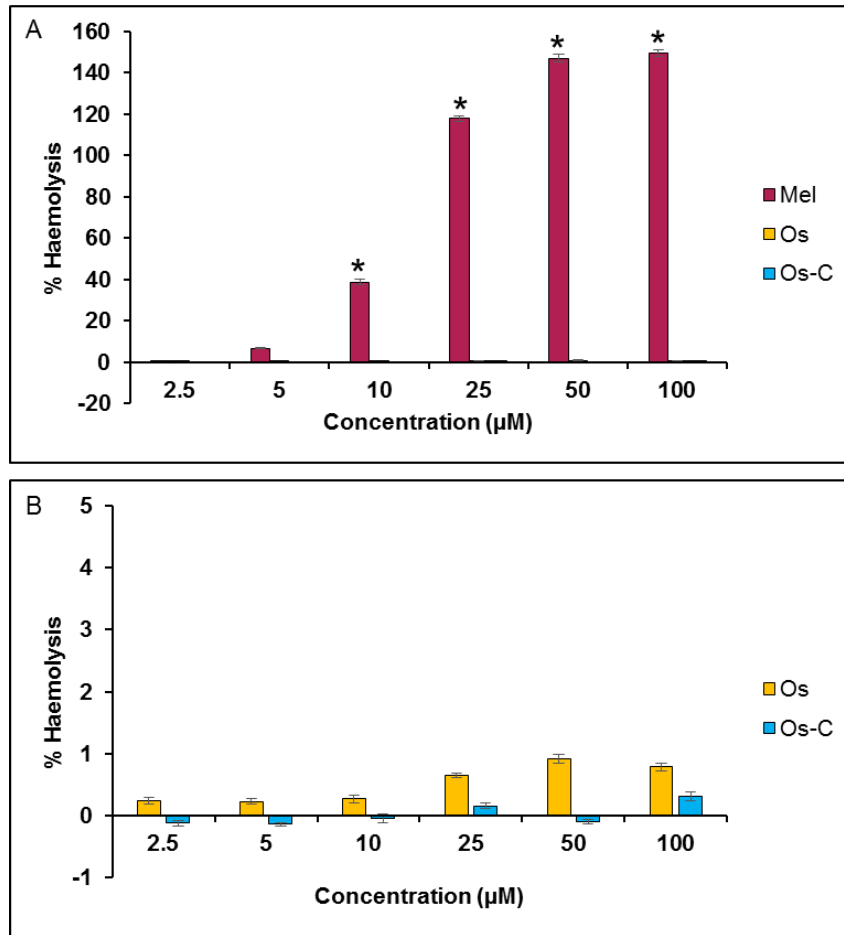 A
160
140
120
100
80
60
40
20
0
-20
% Haemolysis
* * * *
2.5 5 10 25 50 100
Concentration (µM)
Mel
Os
Os-C
B
5
4
3
2
1
0
-1
% Haemolysis
2.5 5 10 25 50 100
Concentration (µM)
Os
Os-C